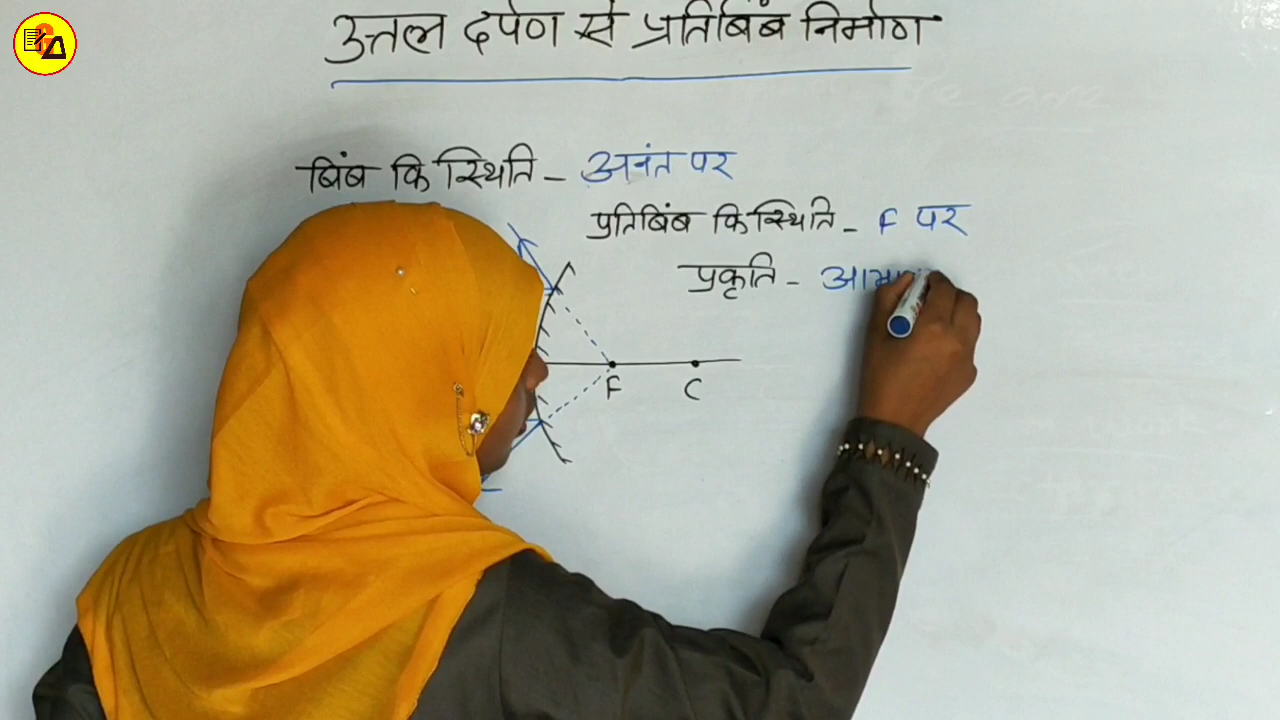 उत्तल दर्पण से प्रतिबिंब निर्माण
बिंब कि स्थिति – अनंत पर
प्रतिबिंब कि स्थिति – F पर
प्रकृति –
F C